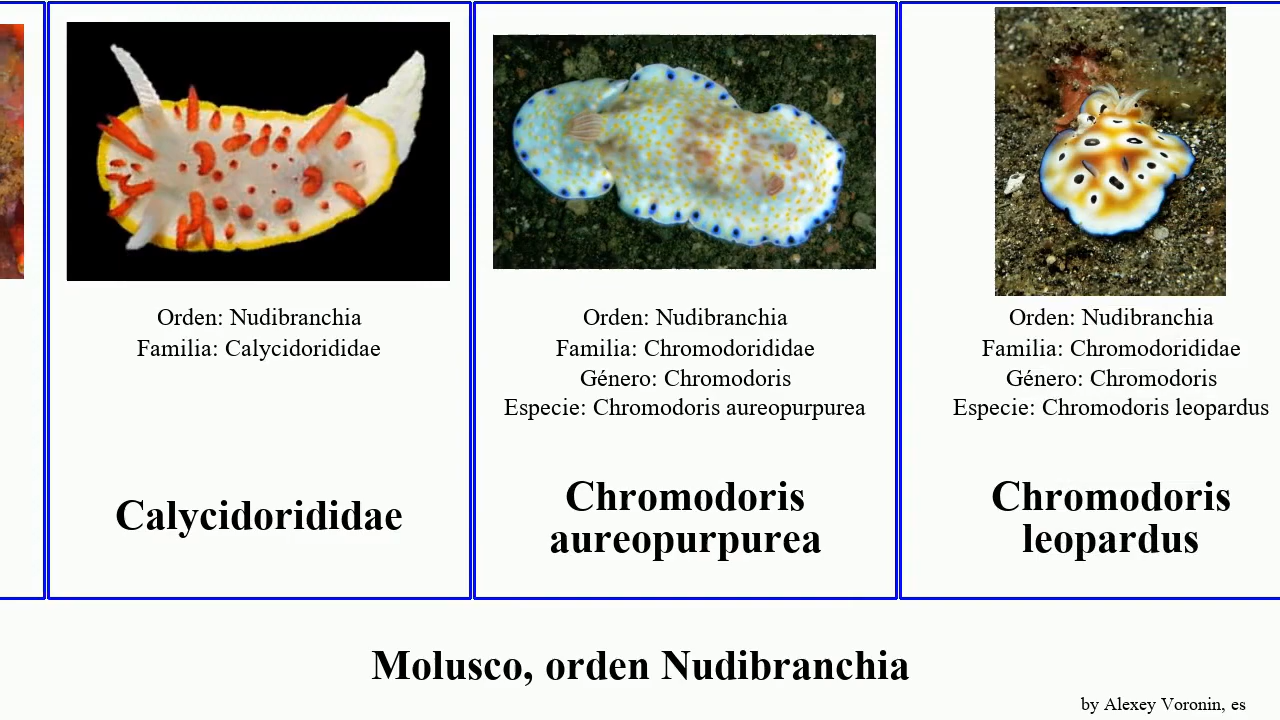 Orden: Nudibranchia
Familia: Calycidorididae
Calycidorididae
Orden: Nudibranchia
Familia: Chromodorididae
Género: Chromodoris
Especie: Chromodoris aureopurpurea
Chromodoris
aureopurpurea
Orden: Nudibranchia
Familia: Chromodorididae
Género: Chromodoris
Especie: Chromodoris leopardus
Chromodoris
leopardus
Molusco, orden Nudibranchia
by Alexey Voronin, es